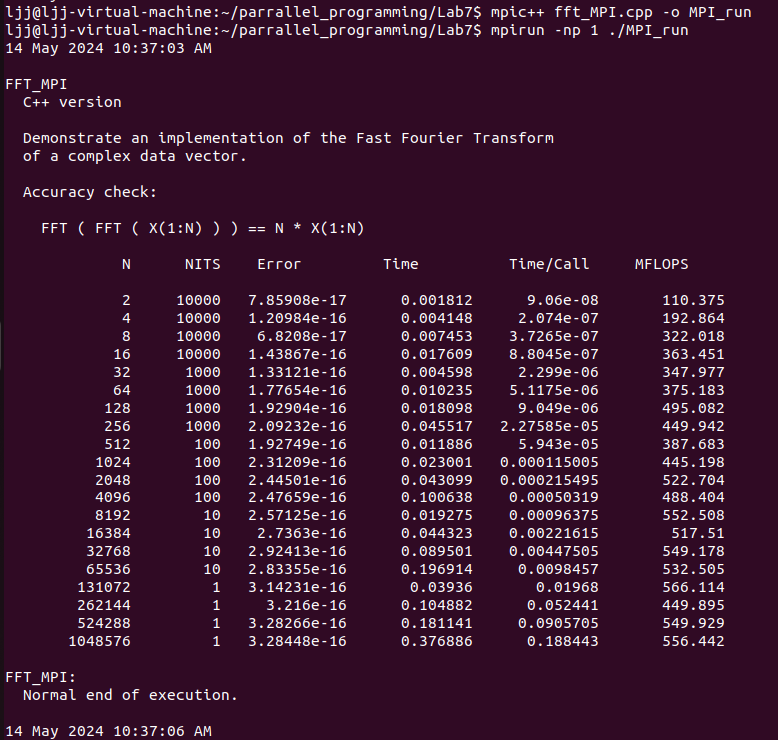 ljj@ljj-virtual-machine:~/parrallel_programming/Lab7$ mpic++ fft_MPI.cpp -o MPI_run
ljj@ljj-virtual-machine:~/parrallel_programming/Lab7$ mpirun -np 1 ./MPI_run
14 May 2024 10:37:03 AM
FFT_MPI
C++ version
Demonstrate an implementation of the Fast Fourier Transform
of a complex data vector.
Accuracy check:
FFT ( FFT ( X(1:N) ) ) == N * X(1:N)
N NITS Error Time Time/Call MFLOPS
2 10000 7.85908e-17 0.001812 9.06e-08 110.375
4 10000 1.20984e-16 0.004148 2.074e-07 192.864
8 10000 6.8208e-17 0.007453 3.7265e-07 322.018
16 10000 1.43867e-16 0.017609 8.8045e-07 363.451
32 1000 1.33121e-16 0.004598 2.299e-06 347.977
64 1000 1.77654e-16 0.010235 5.1175e-06 375.183
128 1000 1.92904e-16 0.018098 9.049e-06 495.082
256 1000 2.09232e-16 0.045517 2.27585e-05 449.942
512 100 1.92749e-16 0.011886 5.943e-05 387.683
1024 100 2.31209e-16 0.023001 0.000115005 445.198
2048 100 2.44501e-16 0.043099 0.000215495 522.704
4096 100 2.47659e-16 0.100638 0.00050319 488.404
8192 10 2.57125e-16 0.019275 0.00096375 552.508
16384 10 2.7363e-16 0.044323 0.00221615 517.51
32768 10 2.92413e-16 0.089501 0.00447505 549.178
65536 10 2.83355e-16 0.196914 0.0098457 532.505
131072 1 3.14231e-16 0.03936 0.01968 566.114
262144 1 3.216e-16 0.104882 0.052441 449.895
524288 1 3.28266e-16 0.181141 0.0905705 549.929
1048576 1 3.28448e-16 0.376886 0.188443 556.442
FFT_MPI:
Normal end of execution.
14 May 2024 10:37:06 AM